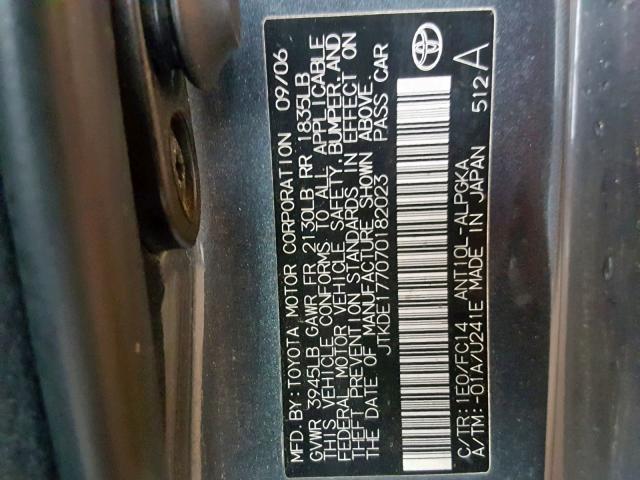 MFD.BY:TOYOTA MOTOR CORPORATION 09/06
GVWR 3945LB GAWR FR 2130LB RR 1835LB
THIS VEHICLE CONFORMS TO ALL APPLICABLE
FEDERAL MOTOR VEHICLE SAFETY, BUMPER, AND
THEFT PREVENTION STANDARDS IN EFFECT ON
THE DATE OF MANUFACTURE SHOWN ABOVE.
JTKDE177070182023 PASS CAR
C/TR: 1E0/FC14 ANT10L-ALPGKA
A/TM:-01A/U241E MADE IN JAPAN 512 A